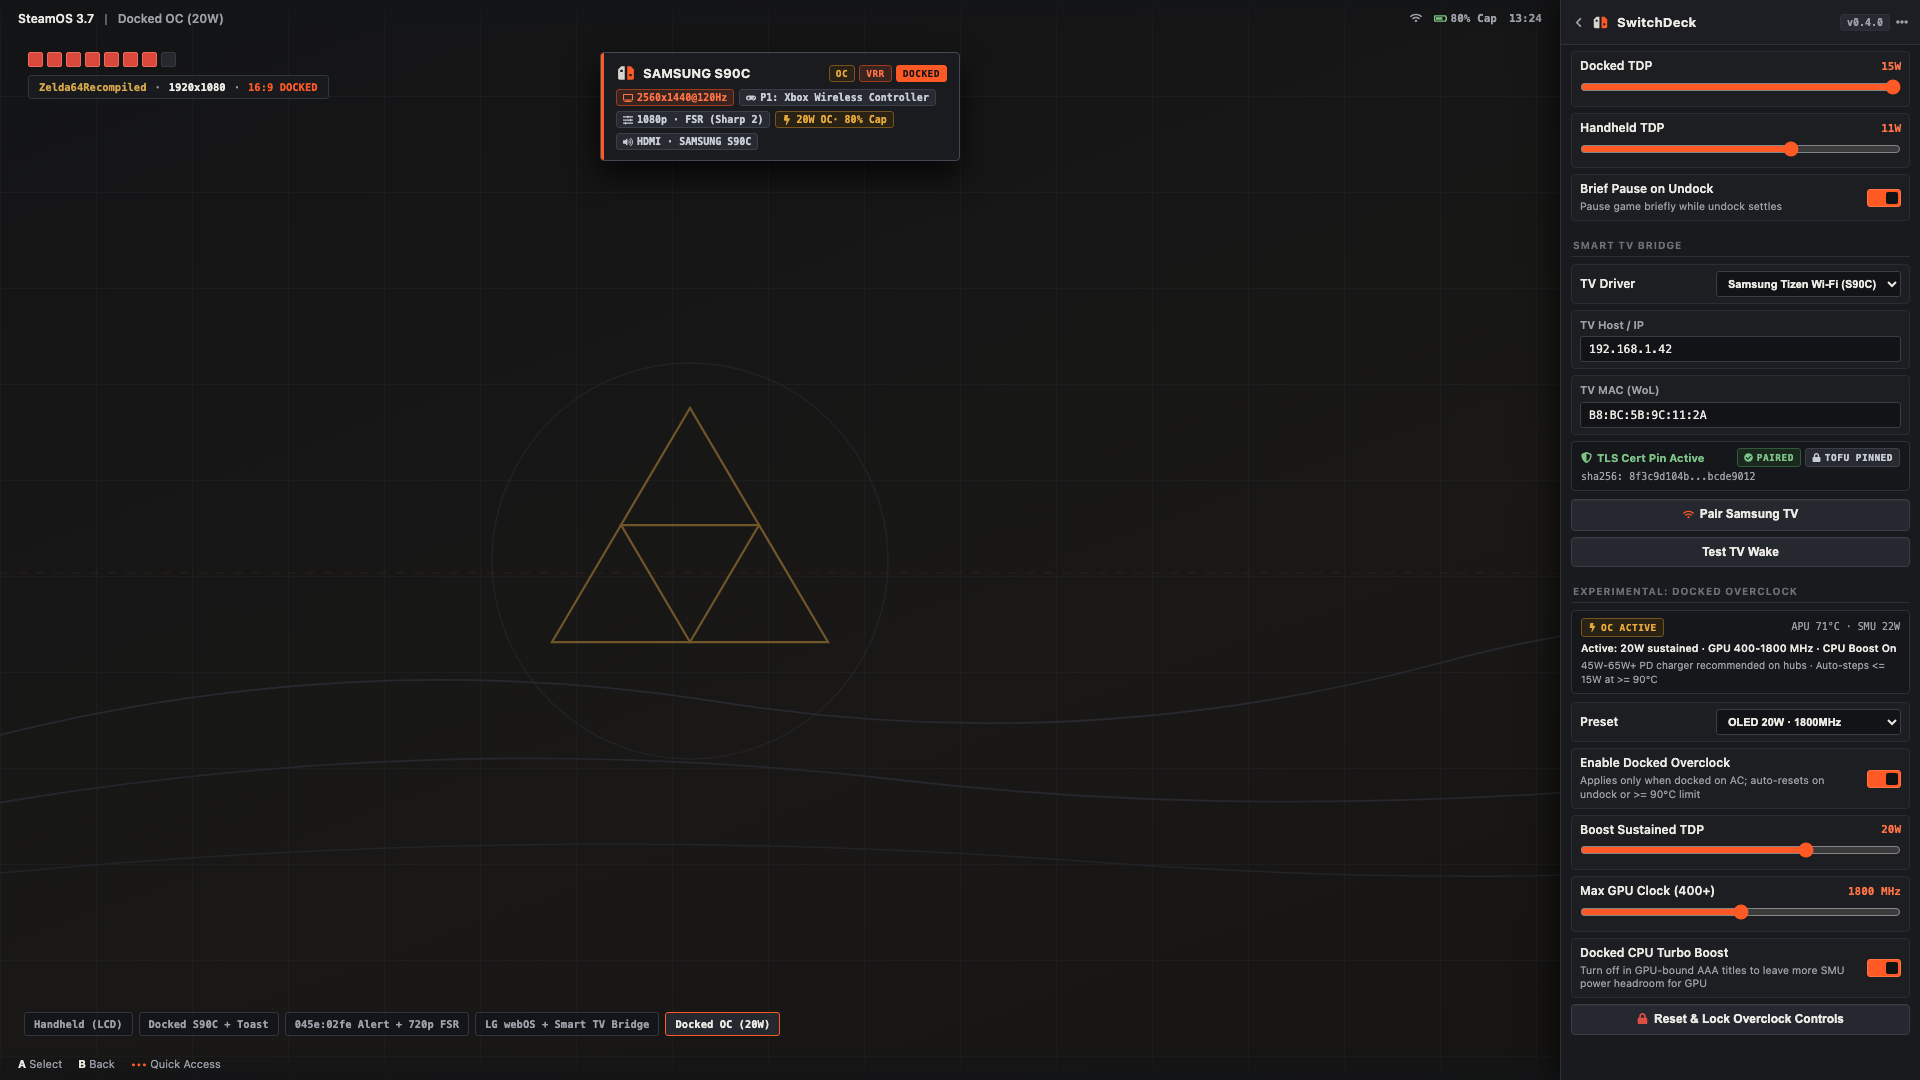 SteamOS 3.7 | Docked OC (20W)
80% Cap 13:24
Zelda64Recompiled · 1920x1080 · 16:9 DOCKED
SAMSUNG S90C OC VRR DOCKED
2560x1440@120Hz P1: Xbox Wireless Controller
1080p · FSR (Sharp 2) 20W OC· 80% Cap
HDMI · SAMSUNG S90C
Handheld (LCD) Docked S90C + Toast 045e:02fe Alert + 720p FSR LG webOS + Smart TV Bridge Docked OC (20W)
A Select B Back ••• Quick Access
SwitchDeck v0.4.0 •••
Docked TDP 15W
Handheld TDP 11W
Brief Pause on Undock
Pause game briefly while undock settles
SMART TV BRIDGE
TV Driver Samsung Tizen Wi-Fi (S90C)
TV Host / IP
192.168.1.42
TV MAC (WoL)
B8:BC:5B:9C:11:2A
TLS Cert Pin Active PAIRED TOFU PINNED
sha256: 8f3c9d104b...bcde9012
Pair Samsung TV
Test TV Wake
EXPERIMENTAL: DOCKED OVERCLOCK
OC ACTIVE APU 71°C · SMU 22W
Active: 20W sustained · GPU 400-1800 MHz · CPU Boost On
45W-65W+ PD charger recommended on hubs · Auto-steps <=
15W at >= 90°C
Preset OLED 20W · 1800MHz
Enable Docked Overclock
Applies only when docked on AC; auto-resets on
undock or >= 90°C limit
Boost Sustained TDP 20W
Max GPU Clock (400+) 1800 MHz
Docked CPU Turbo Boost
Turn off in GPU-bound AAA titles to leave more SMU
power headroom for GPU
Reset & Lock Overclock Controls